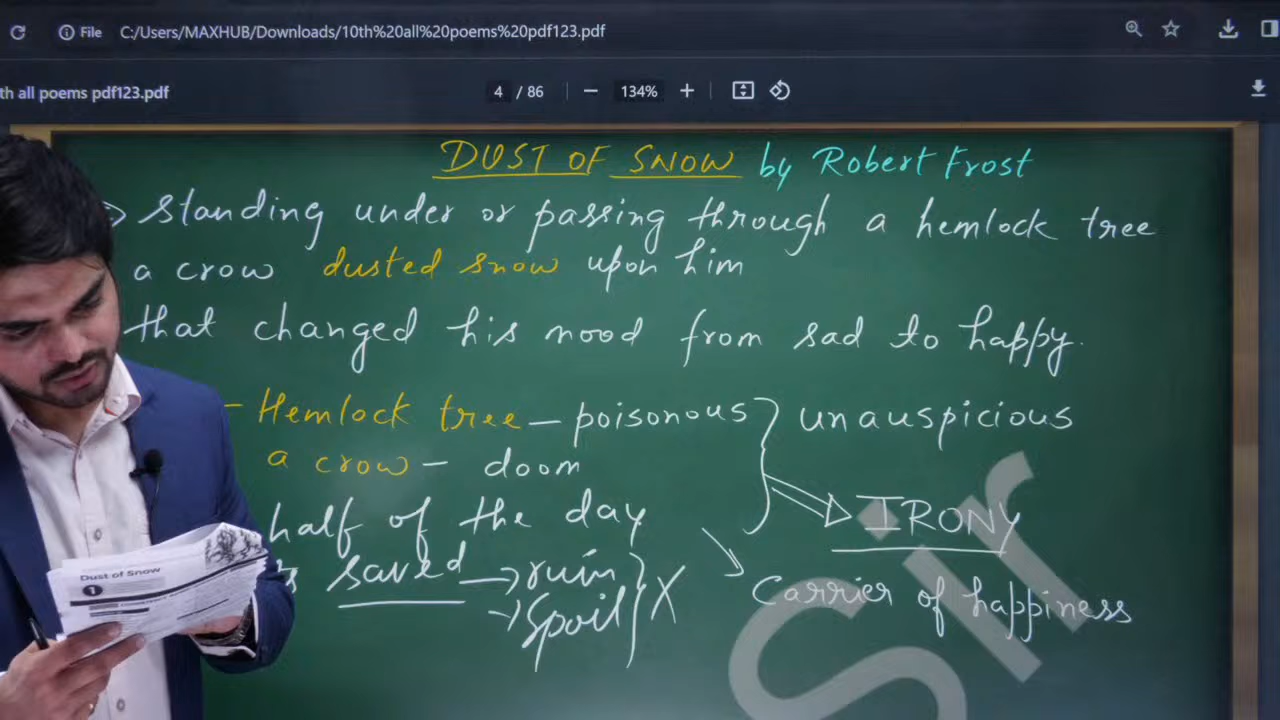 File C:/Users/MAXHUB/Downloads/10th%20all%20poems%20pdf123.pdf
th all poems pdf123.pdf
4 / 86
134%
DUST OF SNOW by Robert Frost
standing under or passing through a hemlock tree
a crow dusted snow upon him
that changed his mood from sad to happy.
- Hemlock tree - poisonous } unauspicious
a crow - doom
half of the day
⇒ IRONY
saved → ruin
→ spoil } X
Carrier of happiness
Dust of Snow
1
Sir